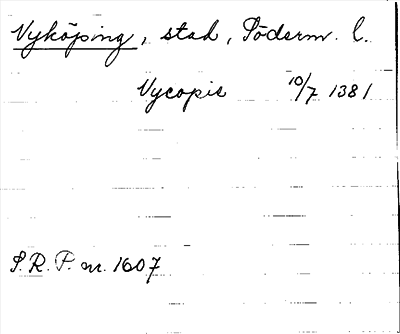 Nyköping, stad, Söderm. l.
Nycopie 10/7 1381
S.R.P. nr. 1607